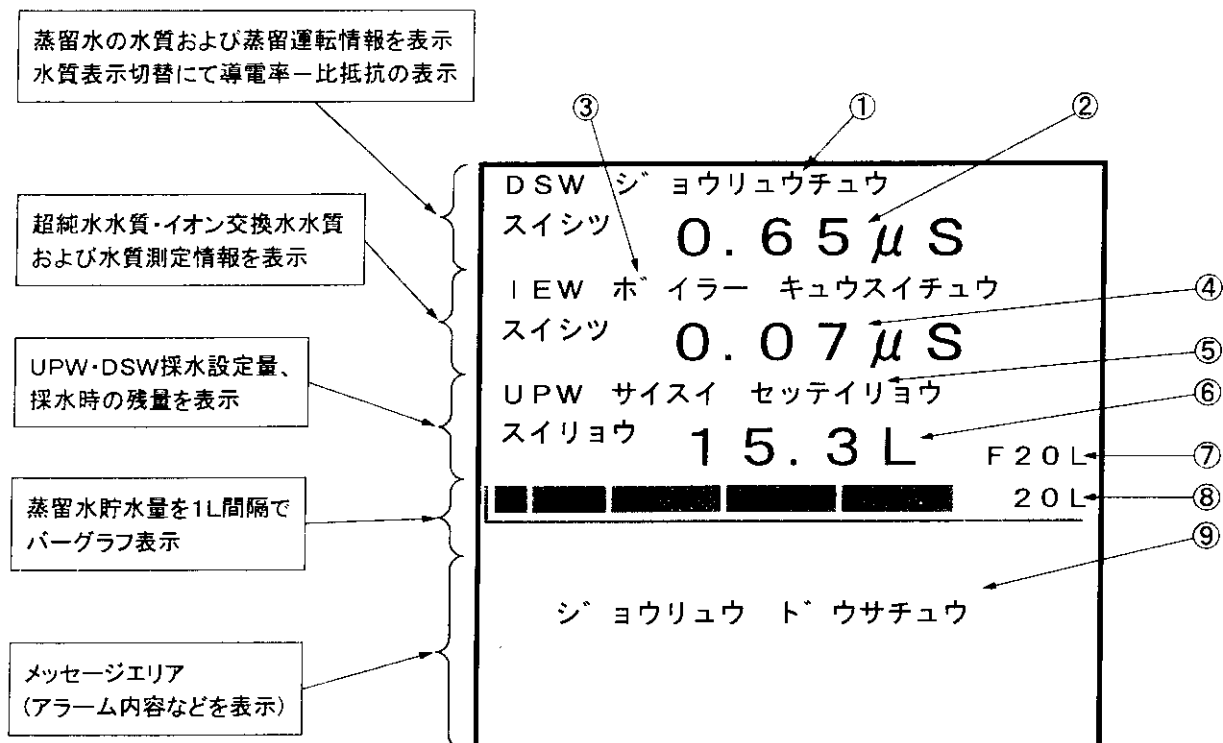 蒸留水の水質および蒸留運転情報を表示
水質表示切替にて導電率－比抵抗の表示
超純水水質・イオン交換水水質
および水質測定情報を表示
UPW・DSW採水設定量、
採水時の残量を表示
蒸留水貯水量を1L間隔で
バーグラフ表示
メッセージエリア
(アラーム内容などを表示)
③ ① ②
DSW ジョウリュウチュウ
スイシツ 0.65μS
IEW ボイラー キュウスイチュウ
④
スイシツ 0.07μS
⑤
UPW サイスイ セッテイリョウ
⑥
スイリョウ 15.3L
F20L ⑦
20L ⑧
⑨
ジョウリュウ ドウサチュウ